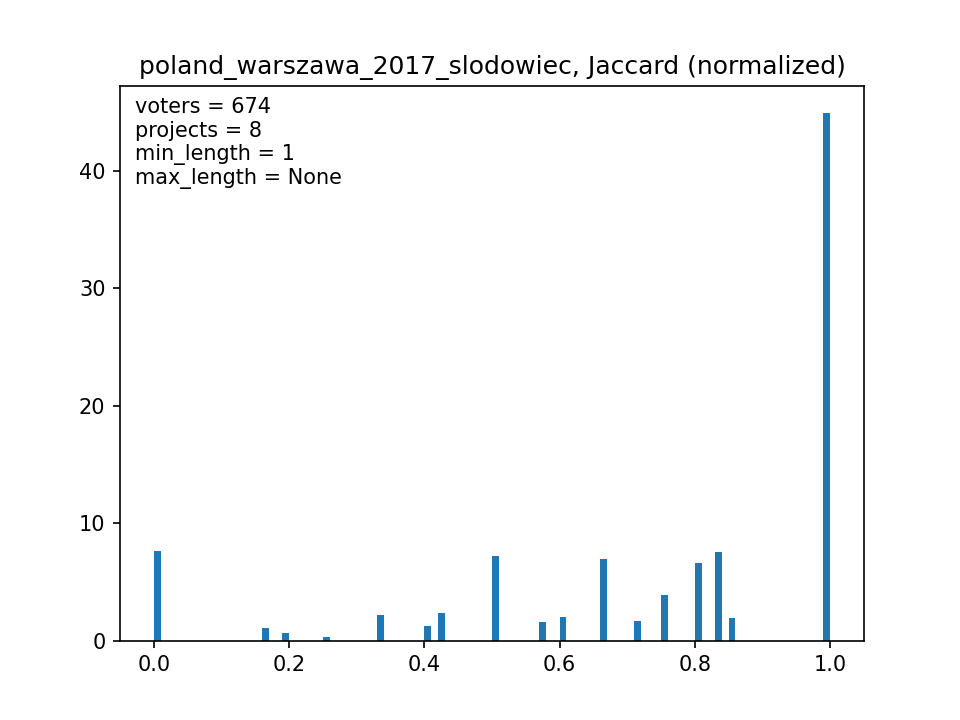 poland_warszawa_2017_slodowiec, Jaccard (normalized)
voters = 674
projects = 8
min_length = 1
max_length = None
40
30
20
10
0
0.0 0.2 0.4 0.6 0.8 1.0